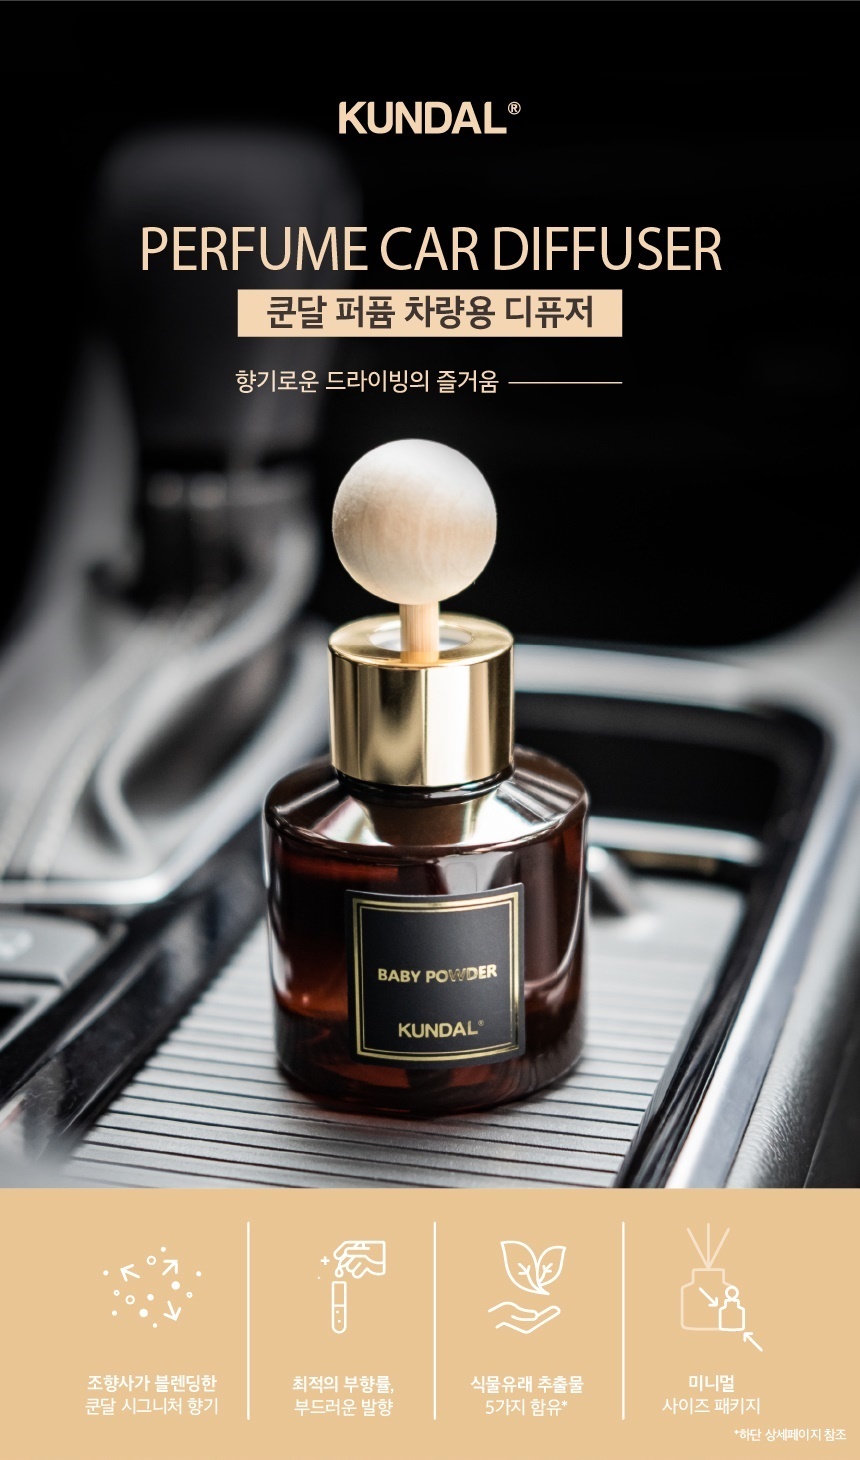 KUNDAL®
PERFUME CAR DIFFUSER
쿤달 퍼퓸 차량용 디퓨저
향기로운 드라이빙의 즐거움
BABY POWDER
KUNDAL®
조향사가 블렌딩한
쿤달 시그니처 향기
최적의 부향률,
부드러운 발향
식물유래 추출물
5가지 함유*
미니멀
사이즈 패키지
*하단 상세페이지 참조